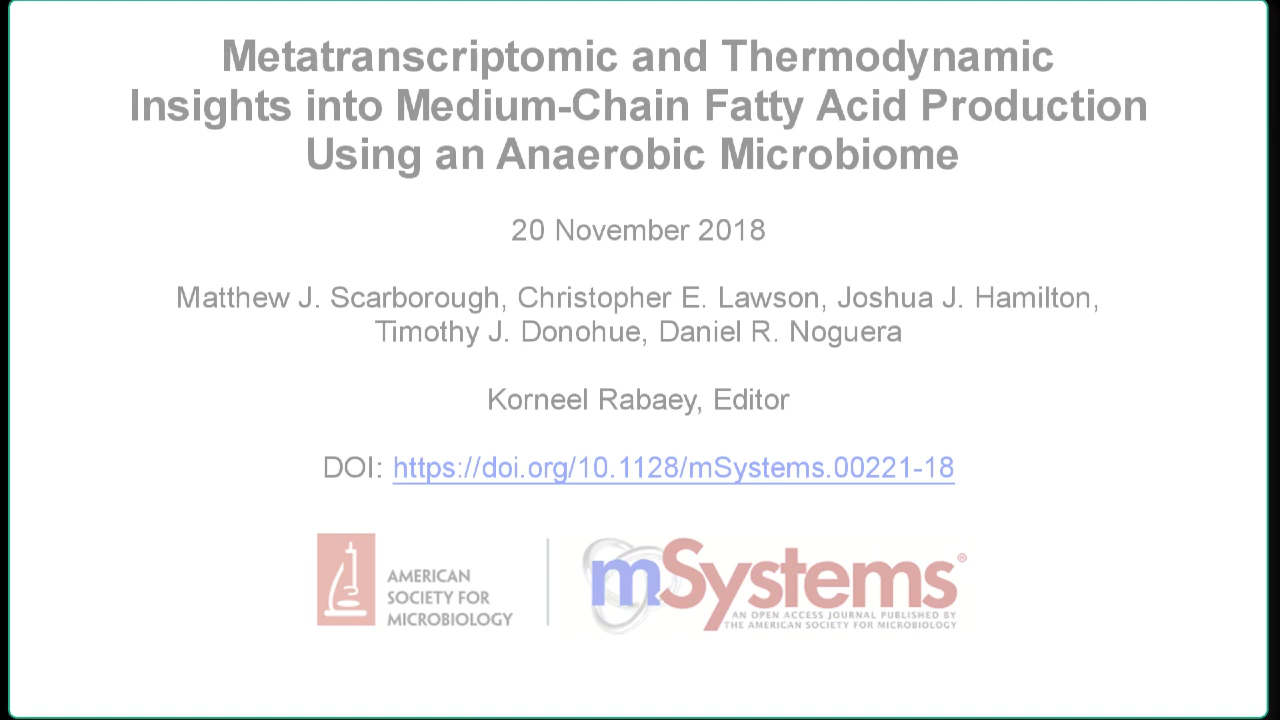 Metatranscriptomic and Thermodynamic
Insights into Medium-Chain Fatty Acid Production
Using an Anaerobic Microbiome
20 November 2018
Matthew J. Scarborough, Christopher E. Lawson, Joshua J. Hamilton,
Timothy J. Donohue, Daniel R. Noguera
Korneel Rabaey, Editor
DOI: https://doi.org/10.1128/mSystems.00221-18
AMERICAN
SOCIETY FOR
MICROBIOLOGY
mSystems®
AN OPEN ACCESS JOURNAL PUBLISHED BY
THE AMERICAN SOCIETY FOR MICROBIOLOGY